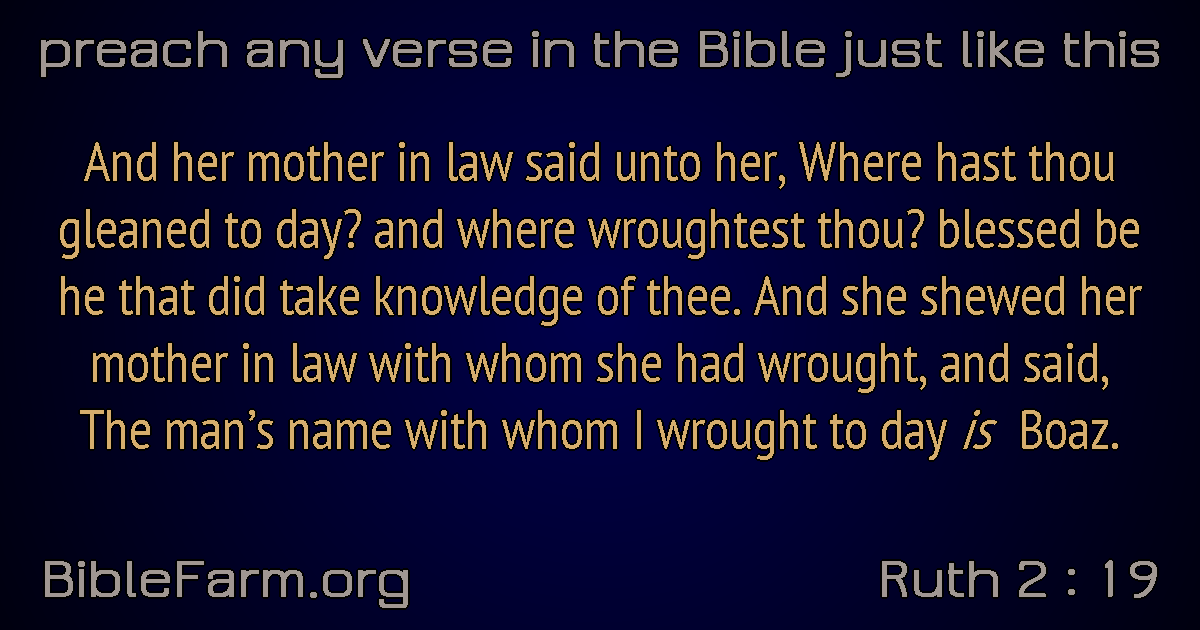 preach any verse in the Bible just like this
And her mother in law said unto her, Where hast thou
gleaned to day? and where wroughtest thou? blessed be
he that did take knowledge of thee. And she shewed her
mother in law with whom she had wrought, and said,
The man’s name with whom I wrought to day is Boaz.
BibleFarm.org
Ruth 2 : 19